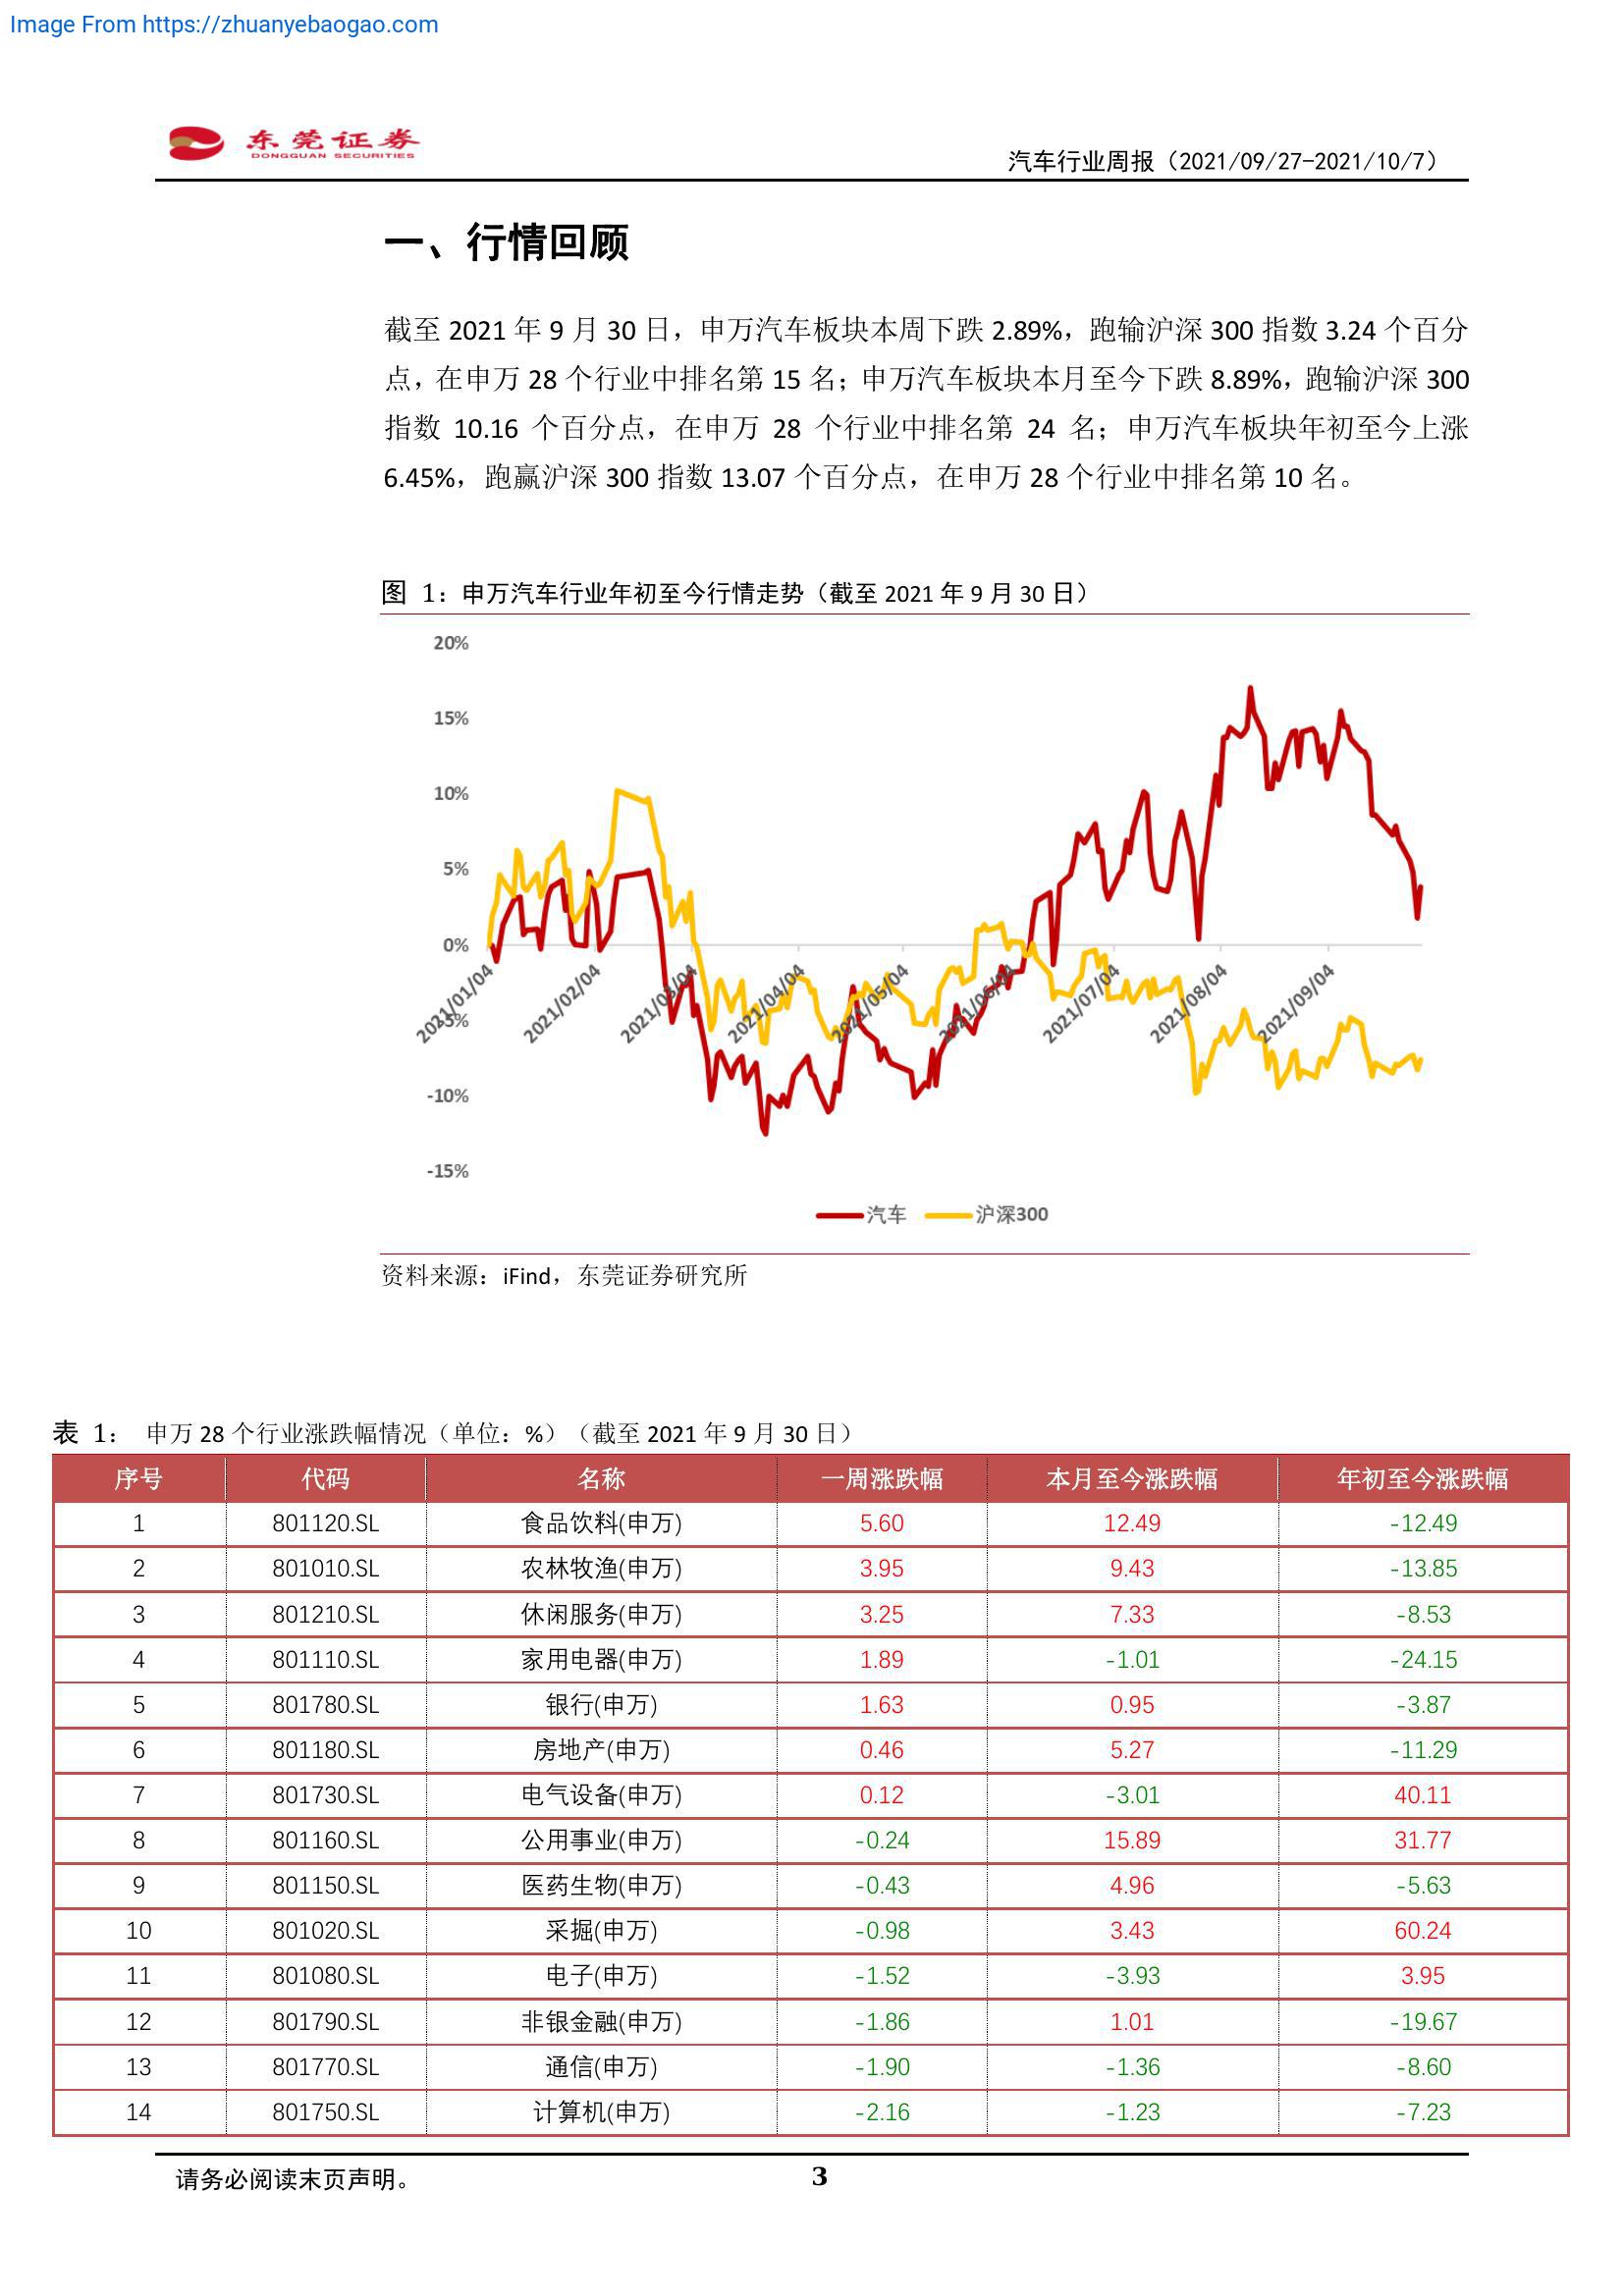 Image From https://zhuanyebaogao.com
东莞证券
DONGGUAN SECURITIES
汽车行业周报（2021/09/27-2021/10/7）
一、行情回顾
截至 2021 年 9 月 30 日，申万汽车板块本周下跌 2.89%，跑输沪深 300 指数 3.24 个百分
点，在申万 28 个行业中排名第 15 名；申万汽车板块本月至今下跌 8.89%，跑输沪深 300
指数 10.16 个百分点，在申万 28 个行业中排名第 24 名；申万汽车板块年初至今上涨
6.45%，跑赢沪深 300 指数 13.07 个百分点，在申万 28 个行业中排名第 10 名。
图 1：申万汽车行业年初至今行情走势（截至 2021 年 9 月 30 日）
20%
15%
10%
5%
0%
-5%
-10%
-15%
2021/01/04 2021/02/04 2021/03/04 2021/04/04 2021/05/04 2021/06/04 2021/07/04 2021/08/04 2021/09/04
汽车 沪深300
资料来源：iFind，东莞证券研究所
表 1： 申万 28 个行业涨跌幅情况（单位：%）（截至 2021 年 9 月 30 日）
序号 代码 名称 一周涨跌幅 本月至今涨跌幅 年初至今涨跌幅
1 801120.SL 食品饮料(申万) 5.60 12.49 -12.49
2 801010.SL 农林牧渔(申万) 3.95 9.43 -13.85
3 801210.SL 休闲服务(申万) 3.25 7.33 -8.53
4 801110.SL 家用电器(申万) 1.89 -1.01 -24.15
5 801780.SL 银行(申万) 1.63 0.95 -3.87
6 801180.SL 房地产(申万) 0.46 5.27 -11.29
7 801730.SL 电气设备(申万) 0.12 -3.01 40.11
8 801160.SL 公用事业(申万) -0.24 15.89 31.77
9 801150.SL 医药生物(申万) -0.43 4.96 -5.63
10 801020.SL 采掘(申万) -0.98 3.43 60.24
11 801080.SL 电子(申万) -1.52 -3.93 3.95
12 801790.SL 非银金融(申万) -1.86 1.01 -19.67
13 801770.SL 通信(申万) -1.90 -1.36 -8.60
14 801750.SL 计算机(申万) -2.16 -1.23 -7.23
请务必阅读末页声明。
3